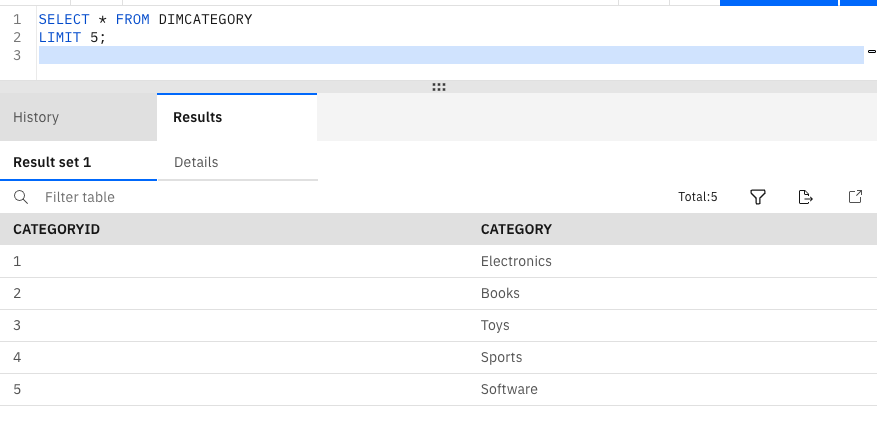 1 SELECT * FROM DIMCATEGORY
2 LIMIT 5;
3
History Results
Result set 1 Details
Filter table Total:5
CATEGORYID CATEGORY
1 Electronics
2 Books
3 Toys
4 Sports
5 Software